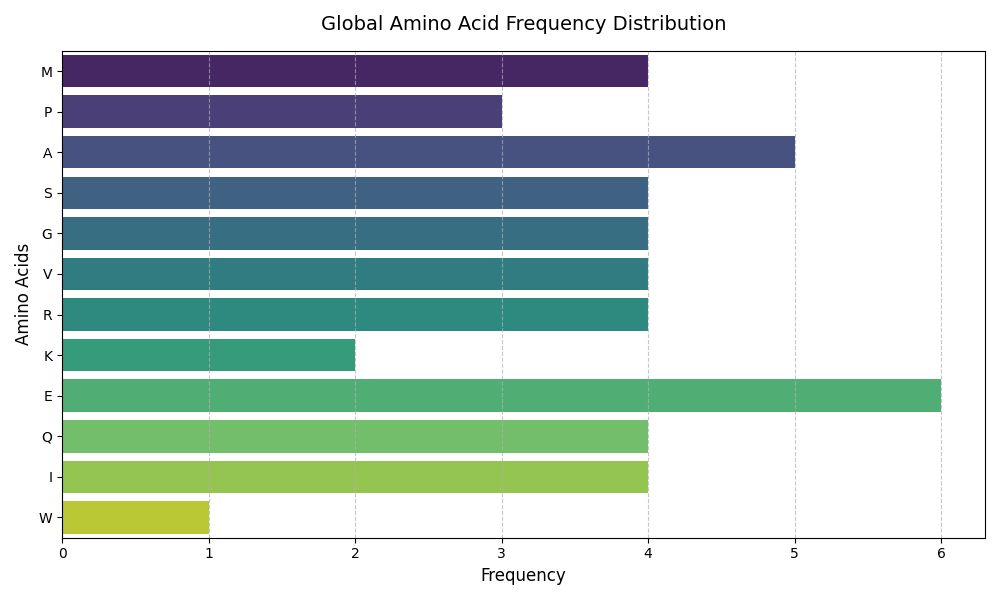 Global Amino Acid Frequency Distribution
Amino Acids
M
P
A
S
G
V
R
K
E
Q
I
W
0 1 2 3 4 5 6
Frequency